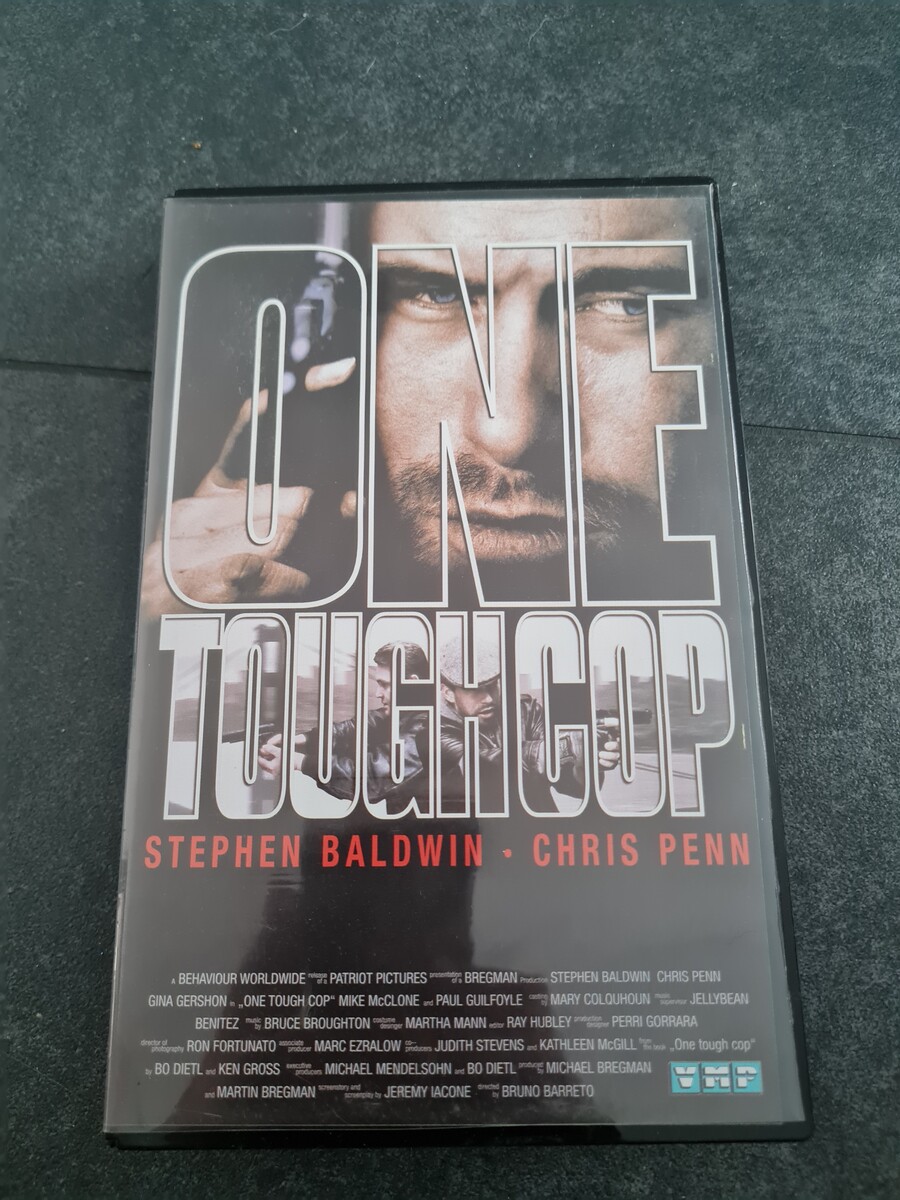 ONE
TOUGH COP
STEPHEN BALDWIN · CHRIS PENN
A BEHAVIOUR WORLDWIDE release of a PATRIOT PICTURES presentation of a BREGMAN Production STEPHEN BALDWIN CHRIS PENN
GINA GERSHON in „ONE TOUGH COP“ MIKE McCLONE and PAUL GUILFOYLE casting by MARY COLQUHOUN music supervisor JELLYBEAN
BENITEZ music by BRUCE BROUGHTON costume designer MARTHA MANN editor RAY HUBLEY production designer PERRI GORRARA
director of photography RON FORTUNATO associate producer MARC EZRALOW co-producers JUDITH STEVENS and KATHLEEN McGILL from the book „One tough cop“
by BO DIETL and KEN GROSS executive producers MICHAEL MENDELSOHN and BO DIETL produced by MICHAEL BREGMAN
and MARTIN BREGMAN screenstory and screenplay by JEREMY IACONE directed by BRUNO BARRETO
VMP